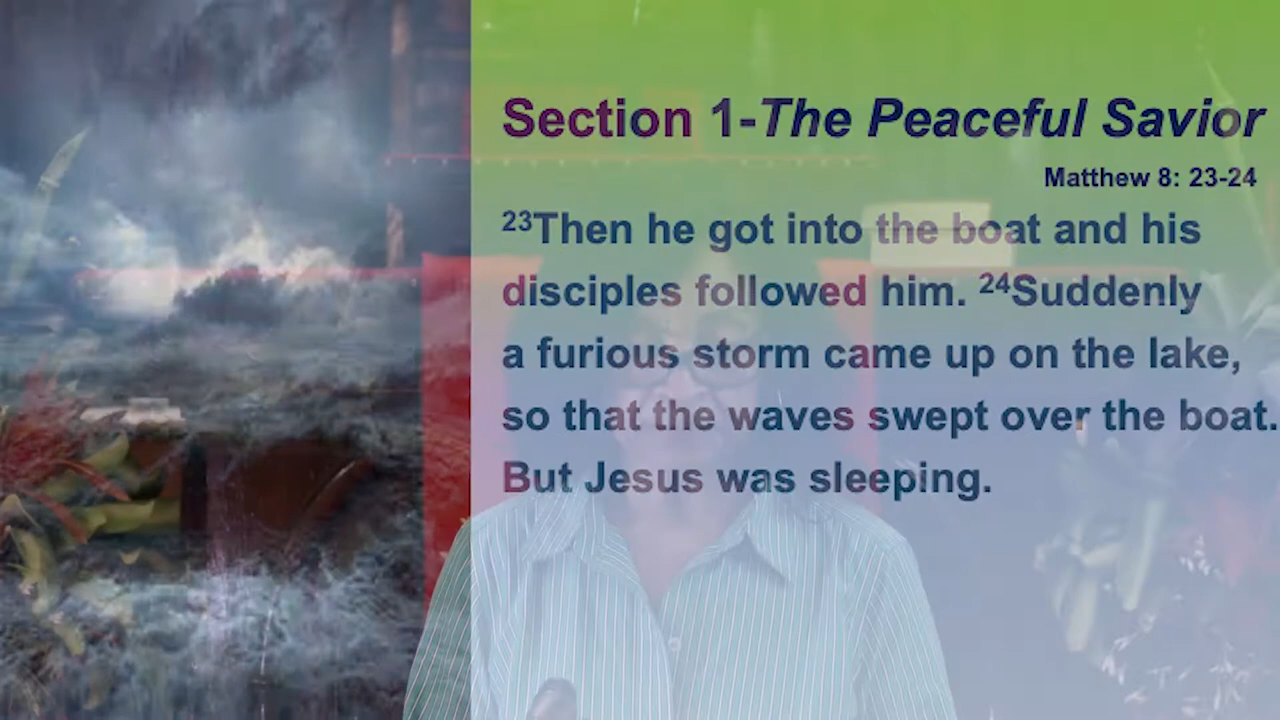 Section 1-The Peaceful Savior
Matthew 8: 23-24
²³Then he got into the boat and his
disciples followed him. ²⁴Suddenly
a furious storm came up on the lake,
so that the waves swept over the boat.
But Jesus was sleeping.